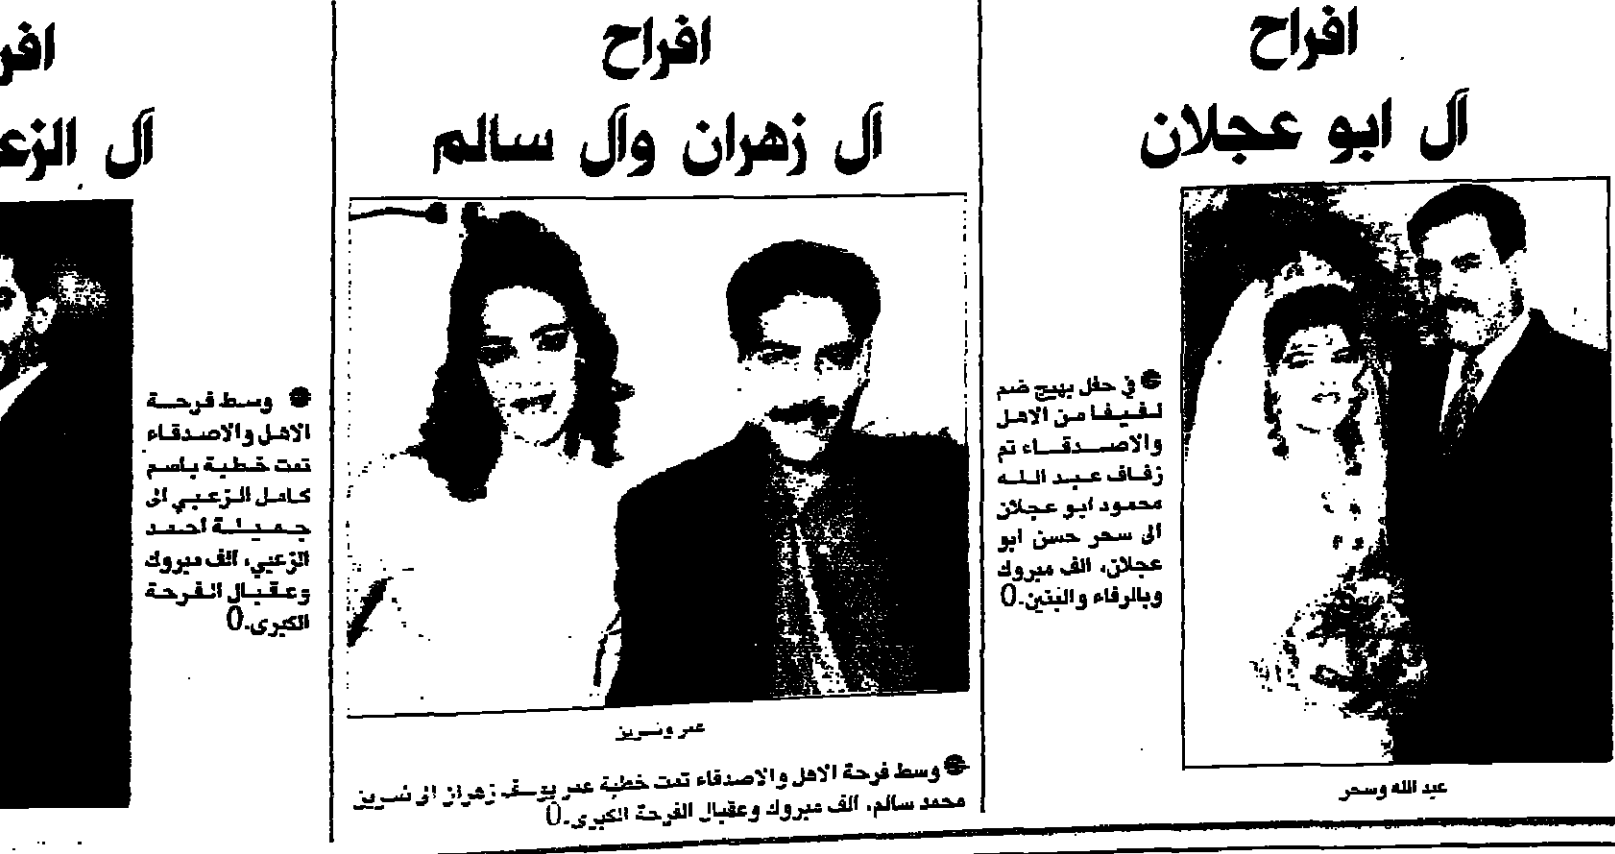 افراح
آل ابو عجلان
● في حفل بهيج ضم
لفيفا من الاهل
والاصدقاء تم
زفاف عبد الله
محمود ابو عجلان
الى سحر حسن ابو
عجلان، الف مبروك
وبالرفاء والبنين.()
عبد الله وسحر
افراح
آل زهران وآل سالم
عمر ونسرين
● وسط فرحة الاهل والاصدقاء تمت خطبة عمر يوسف زهران الى نسرين
محمد سالم، الف مبروك وعقبال الفرحة الكبرى.()
افر
آل الزع
● وسط فرحة
الاهل والاصدقاء
تمت خطبة باسم
كامل الزعبي الى
جميلة احمد
الزعبي، الف مبروك
وعقبال الفرحة
الكبرى.()